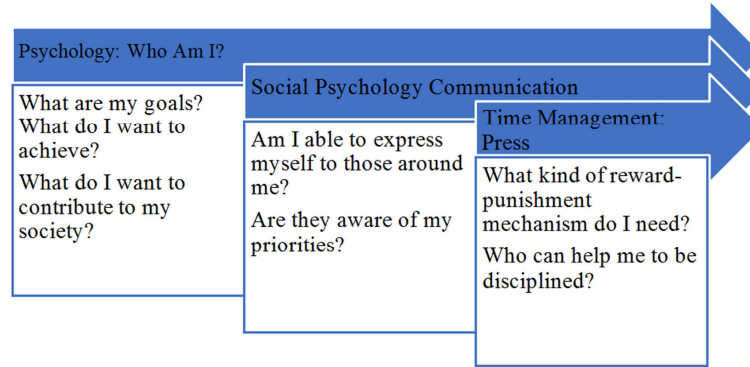 Psychology: Who Am I?
What are my goals?
What do I want to
achieve?
What do I want to
contribute to my
society?
Social Psychology Communication
Am I able to express
myself to those around
me?
Are they aware of my
priorities?
Time Management:
Press
What kind of reward-
punishment
mechanism do I need?
Who can help me to be
disciplined?